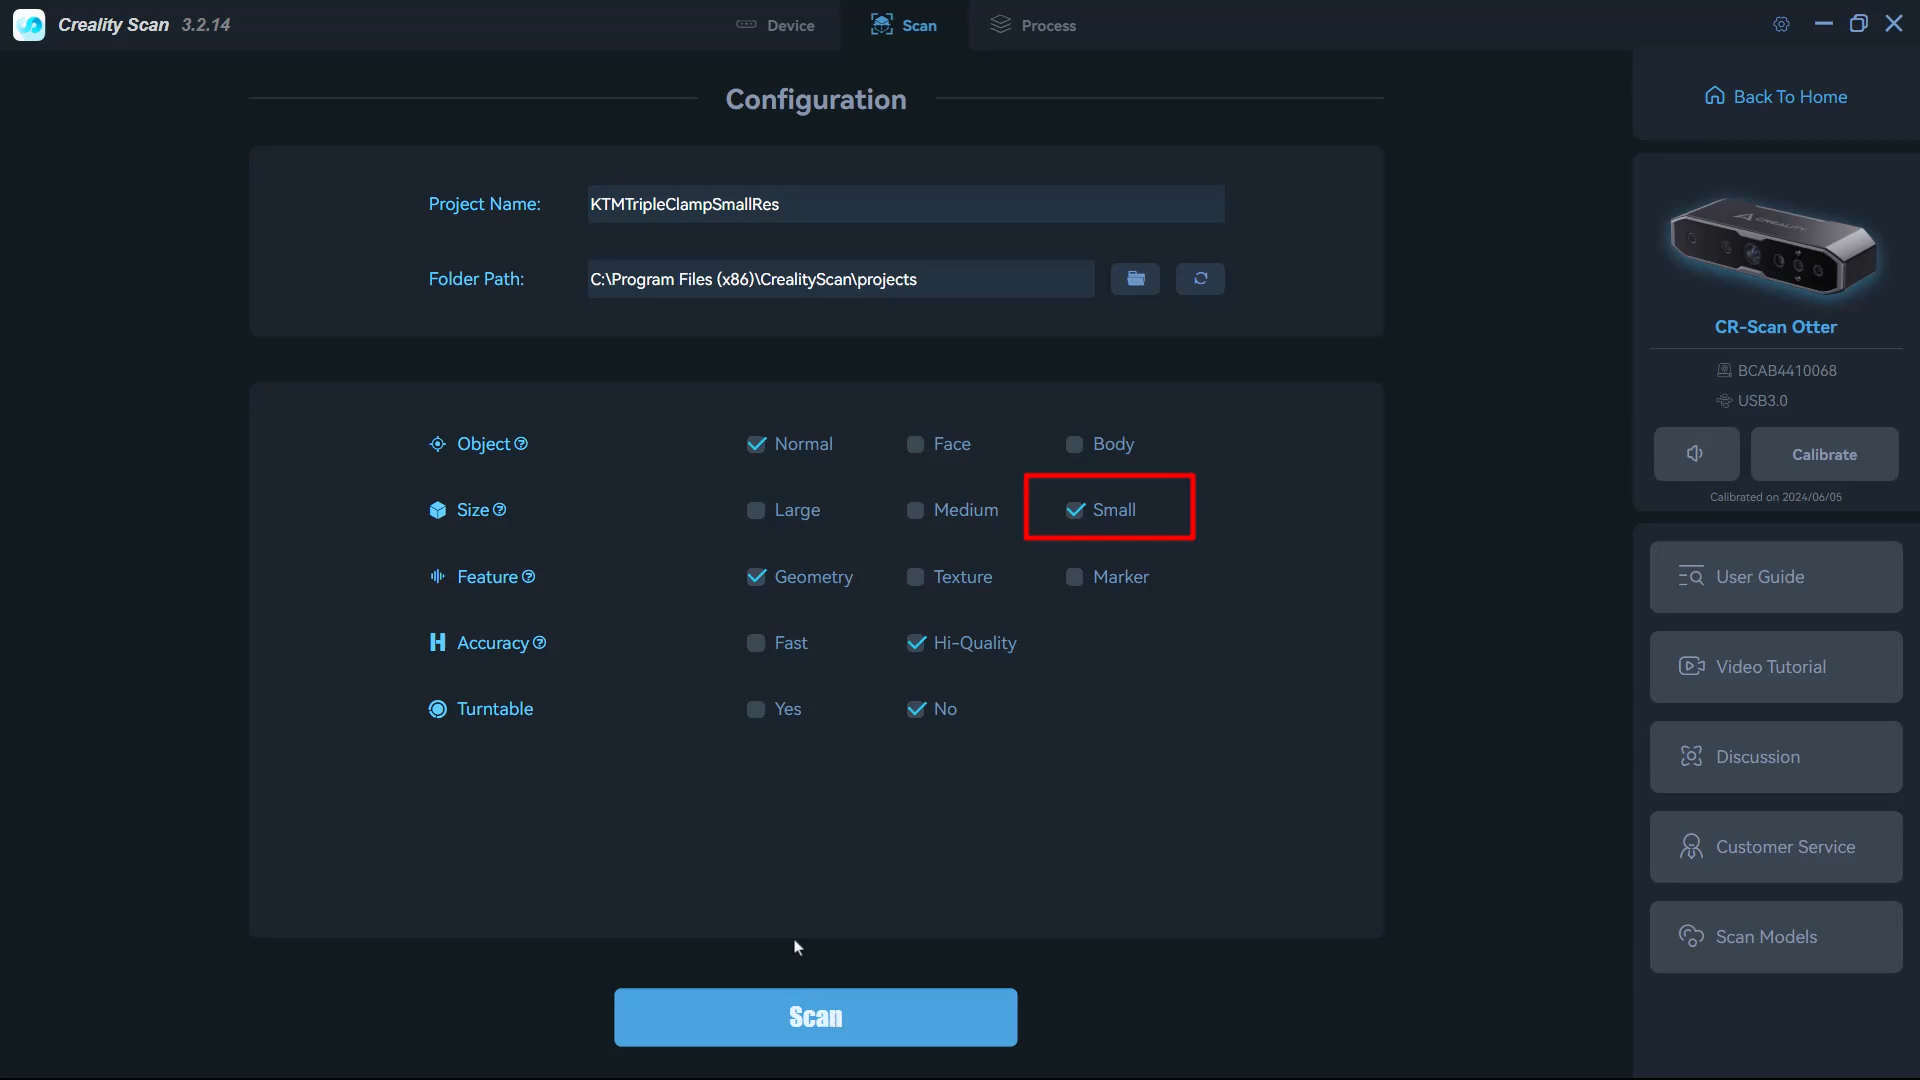 Creality Scan 3.2.14
Device
Scan
Process
Configuration
Back To Home
Project Name: KTMTripleClampSmallRes
Folder Path: C:\Program Files (x86)\CrealityScan\projects
CREALITY
CR-Scan Otter
BCAB4410068
USB3.0
Calibrate
Calibrated on 2024/06/05
Object Normal Face Body
Size Large Medium Small
Feature Geometry Texture Marker
Accuracy Fast Hi-Quality
Turntable Yes No
User Guide
Video Tutorial
Discussion
Customer Service
Scan Models
Scan